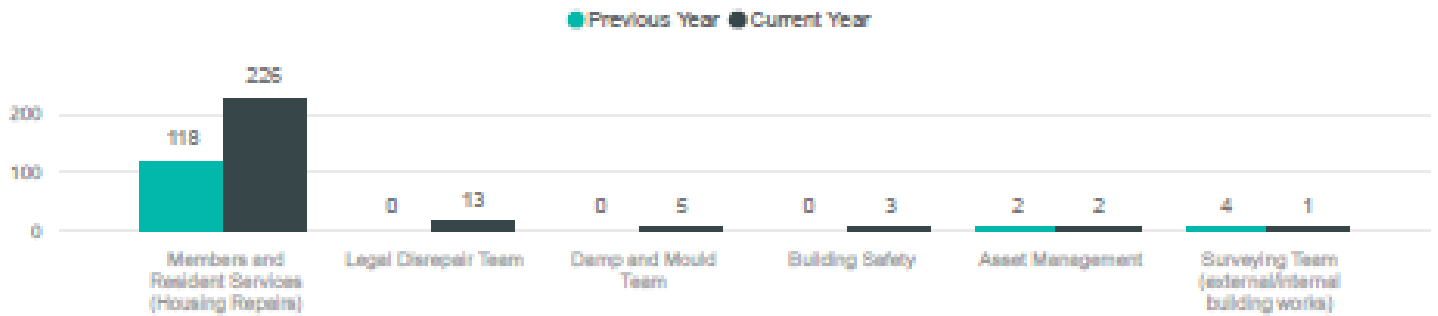 Previous Year Current Year
226
200
118
100
0 13 0 5 0 3 2 2 4 1
0
Members and Legal Disrepair Team Damp and Mould Building Safety Asset Management Surveying Team
Resident Services Team (external/internal
(Housing Repairs) building works)